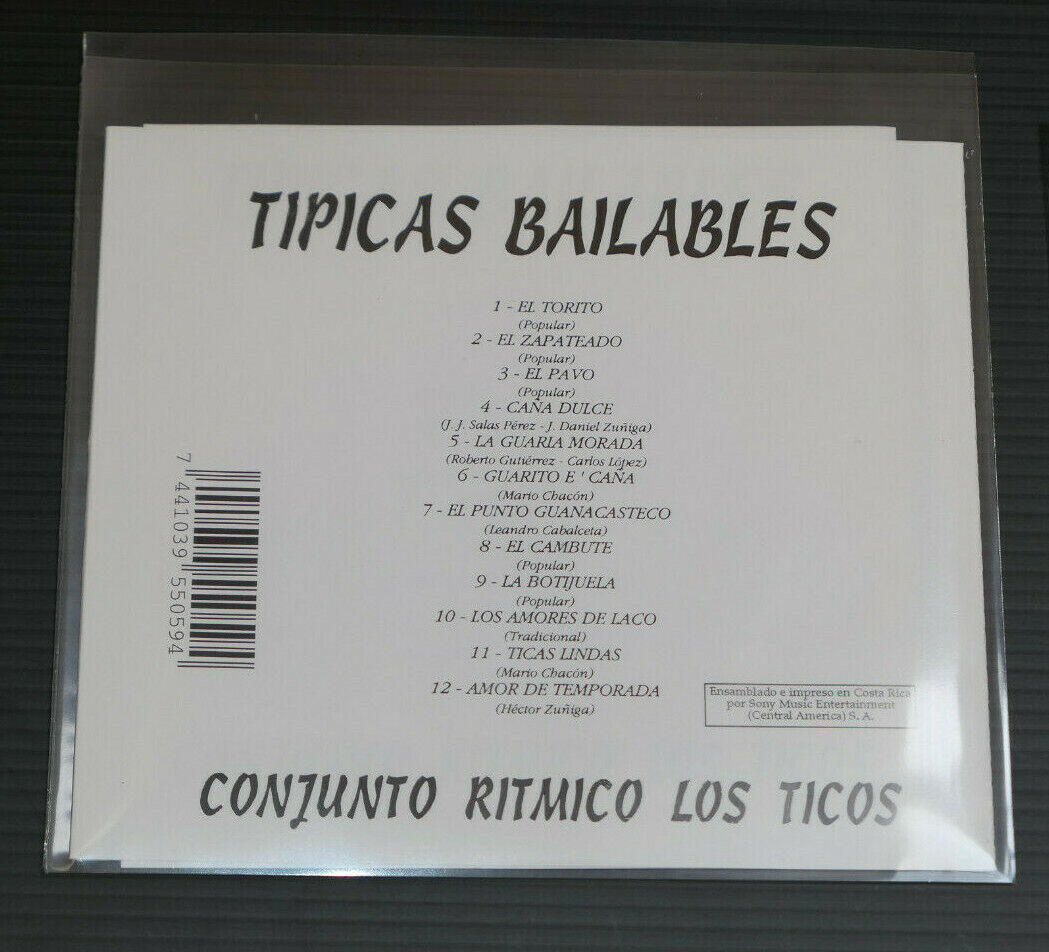 TIPICAS BAILABLES
1 - EL TORITO
(Popular)
2 - EL ZAPATEADO
(Popular)
3 - EL PAVO
(Popular)
4 - CAÑA DULCE
(J. J. Salas Pérez - J. Daniel Zuñiga)
5 - LA GUARIA MORADA
(Roberto Gutiérrez - Carlos López)
6 - GUARITO E ' CAÑA
(Mario Chacón)
7 - EL PUNTO GUANACASTECO
(Leandro Cabalceta)
8 - EL CAMBUTE
(Popular)
9 - LA BOTIJUELA
(Popular)
10 - LOS AMORES DE LACO
(Tradicional)
11 - TICAS LINDAS
(Mario Chacón)
12 - AMOR DE TEMPORADA
(Héctor Zuñiga)
7 441039 550594
Ensamblado e impreso en Costa Rica
por Sony Music Entertainment
(Central America) S. A.
CONJUNTO RITMICO LOS TICOS